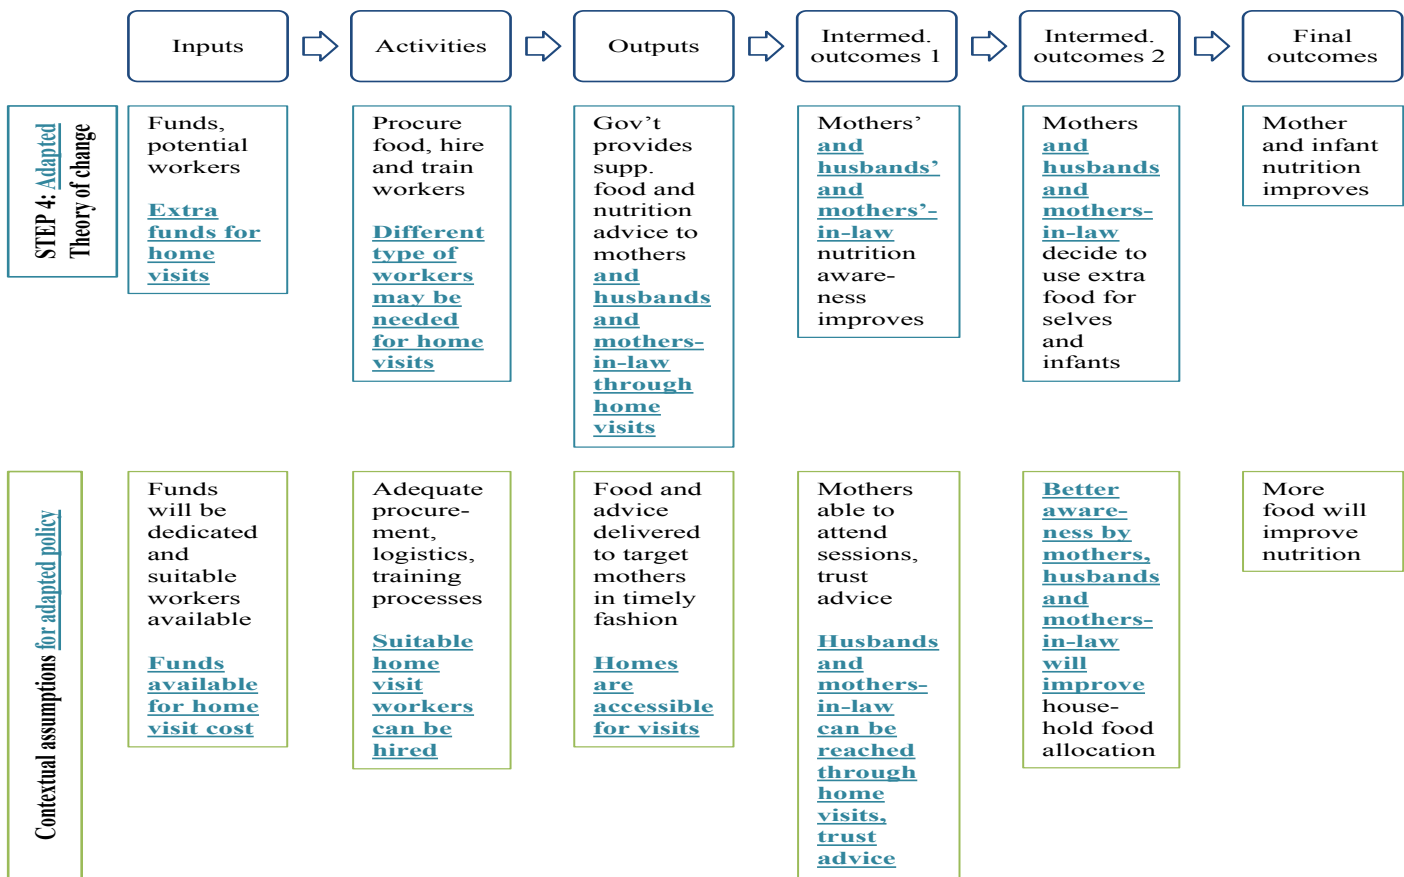 Inputs
Activities
Outputs
Intermed.
outcomes 1
Intermed.
outcomes 2
Final
outcomes
STEP 4: Adapted
Theory of change
Funds,
potential
workers
Extra
funds for
home
visits
Procure
food, hire
and train
workers
Different
type of
workers
may be
needed
for home
visits
Gov’t
provides
supp.
food and
nutrition
advice to
mothers
and
husbands
and
mothers-
in-law
through
home
visits
Mothers’
and
husbands’
and
mothers’-
in-law
nutrition
aware-
ness
improves
Mothers
and
husbands
and
mothers-
in-law
decide to
use extra
food for
selves
and
infants
Mother
and infant
nutrition
improves
Contextual assumptions for adapted policy
Funds
will be
dedicated
and
suitable
workers
available
Funds
available
for home
visit cost
Adequate
procure-
ment,
logistics,
training
processes
Suitable
home
visit
workers
can be
hired
Food and
advice
delivered
to target
mothers
in timely
fashion
Homes
are
accessible
for visits
Mothers
able to
attend
sessions,
trust
advice
Husbands
and
mothers-
in-law
can be
reached
through
home
visits,
trust
advice
Better
aware-
ness by
mothers,
husbands
and
mothers-
in-law
will
improve
house-
hold food
allocation
More
food will
improve
nutrition